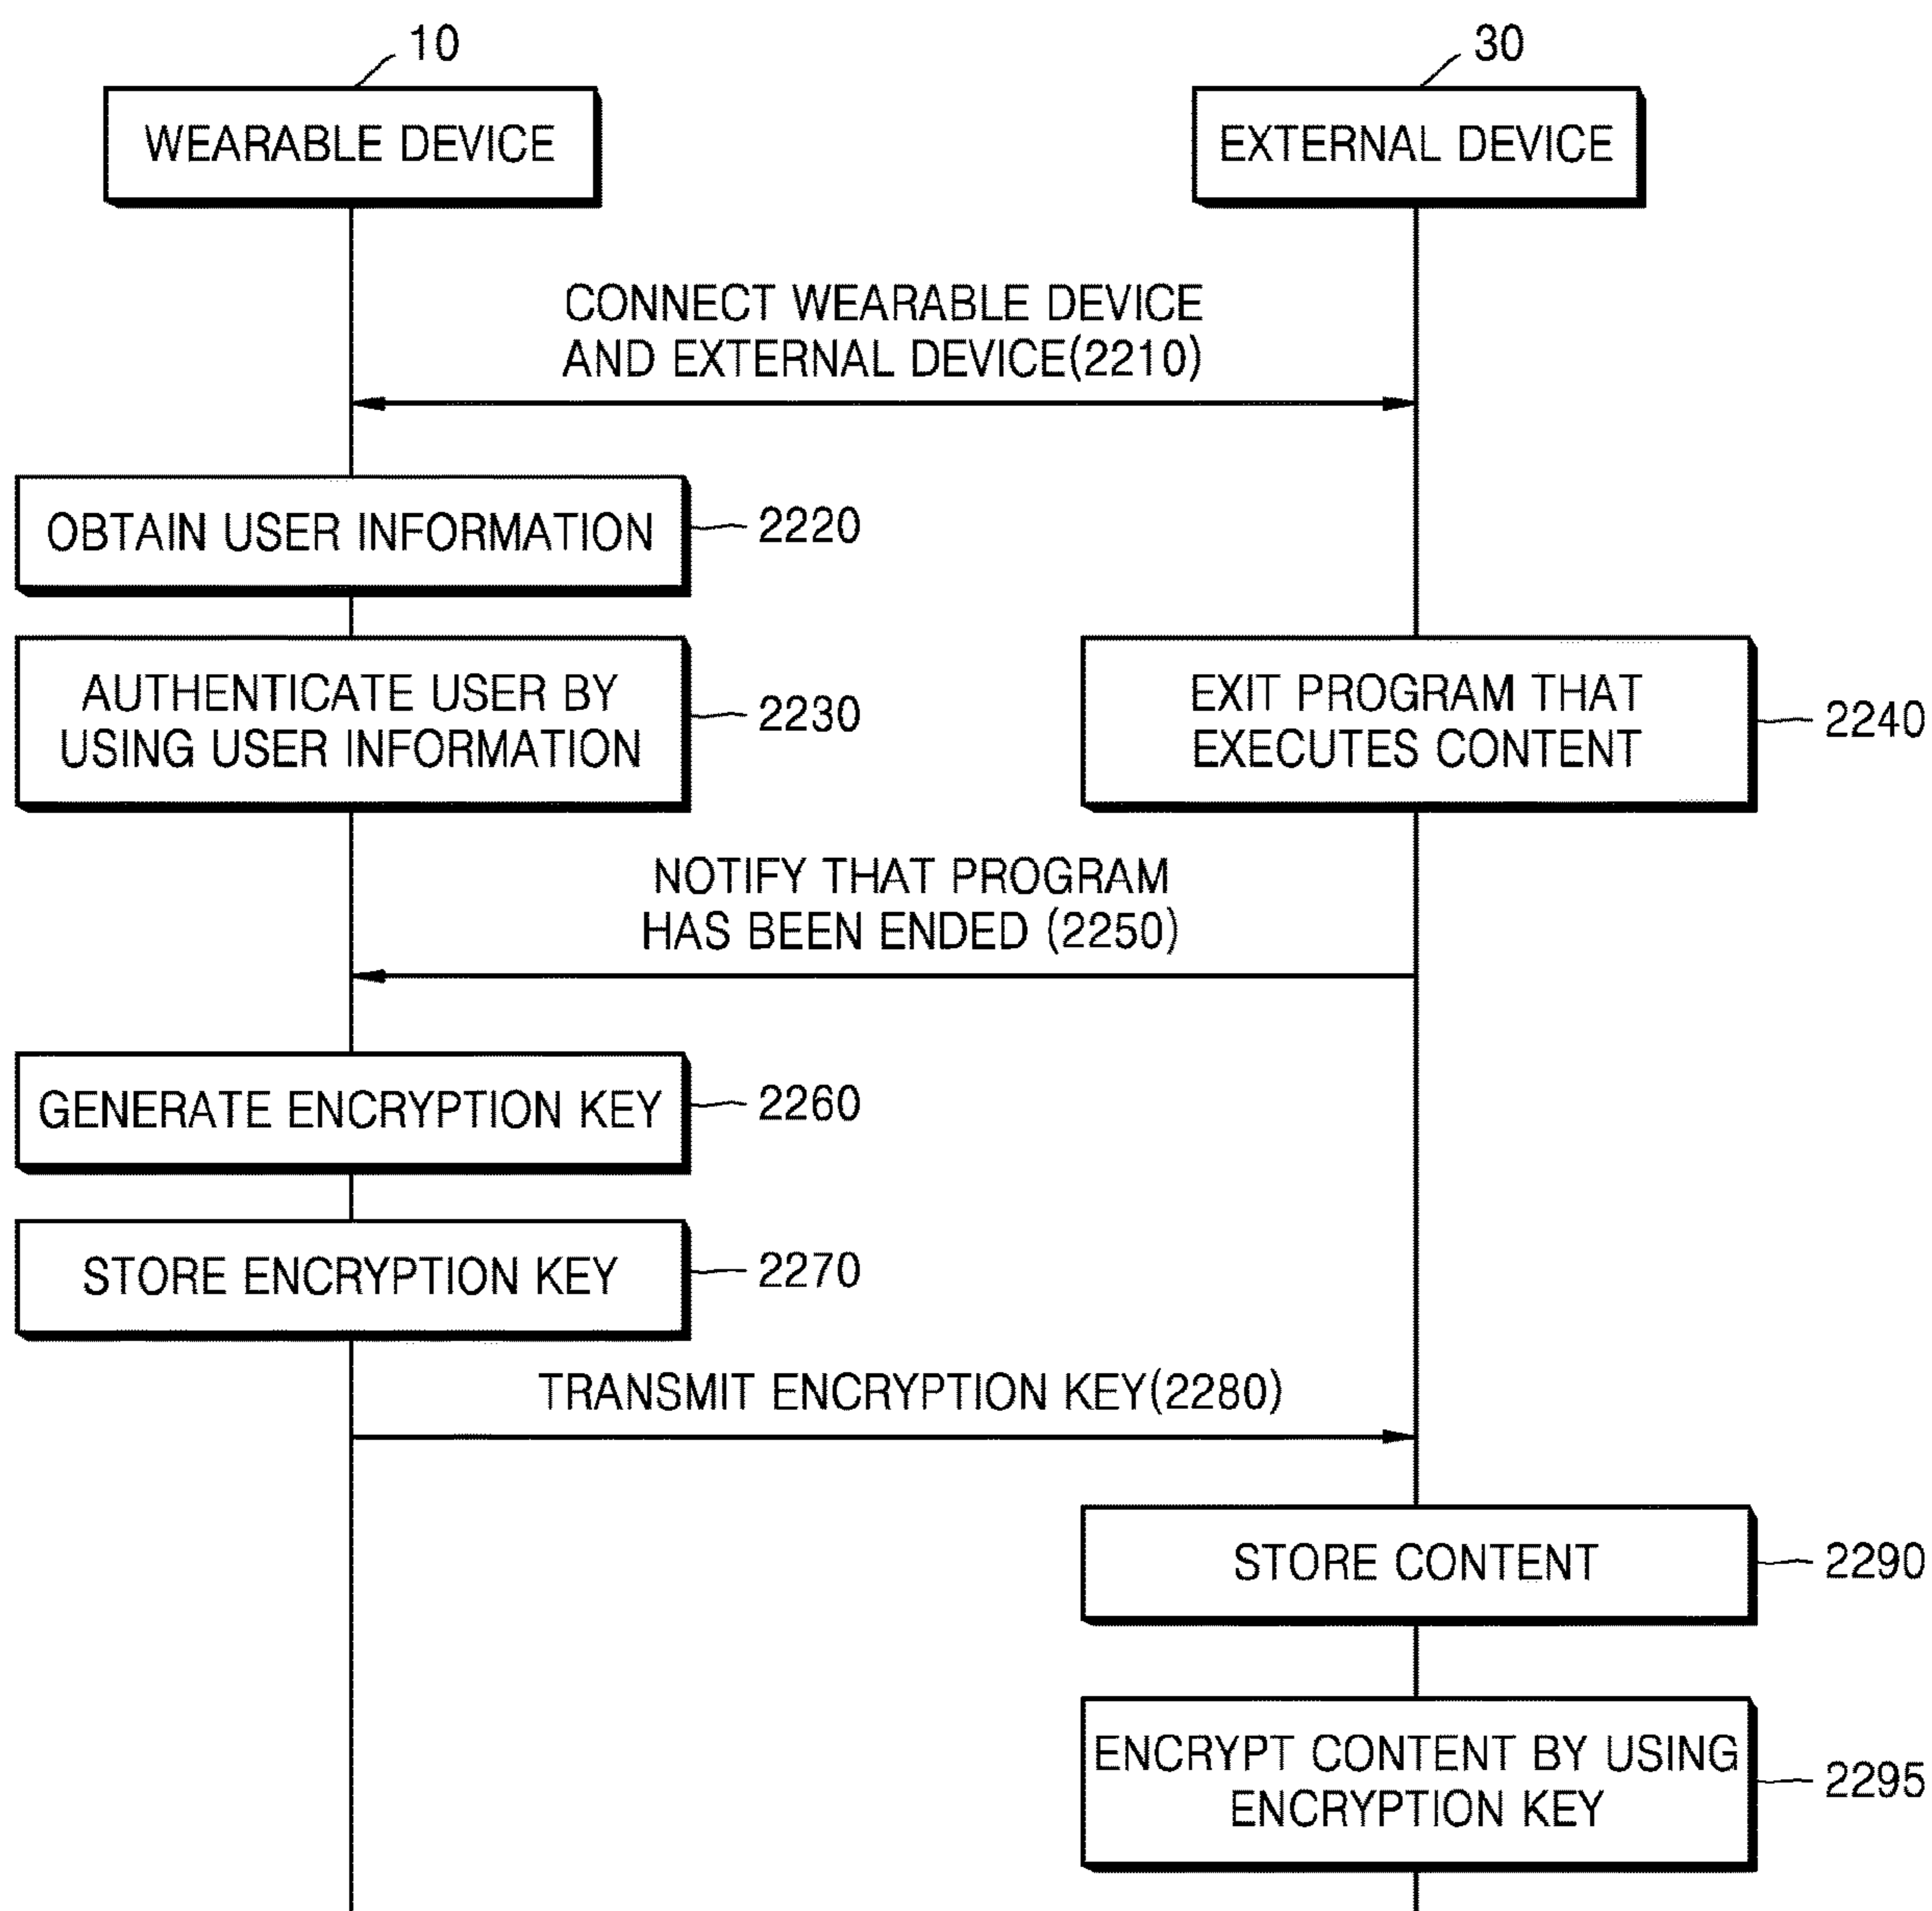 10
30
WEARABLE DEVICE
EXTERNAL DEVICE
CONNECT WEARABLE DEVICE
AND EXTERNAL DEVICE(2210)
OBTAIN USER INFORMATION
2220
AUTHENTICATE USER BY
USING USER INFORMATION
2230
EXIT PROGRAM THAT
EXECUTES CONTENT
2240
NOTIFY THAT PROGRAM
HAS BEEN ENDED (2250)
GENERATE ENCRYPTION KEY
2260
STORE ENCRYPTION KEY
2270
TRANSMIT ENCRYPTION KEY(2280)
STORE CONTENT
2290
ENCRYPT CONTENT BY USING
ENCRYPTION KEY
2295